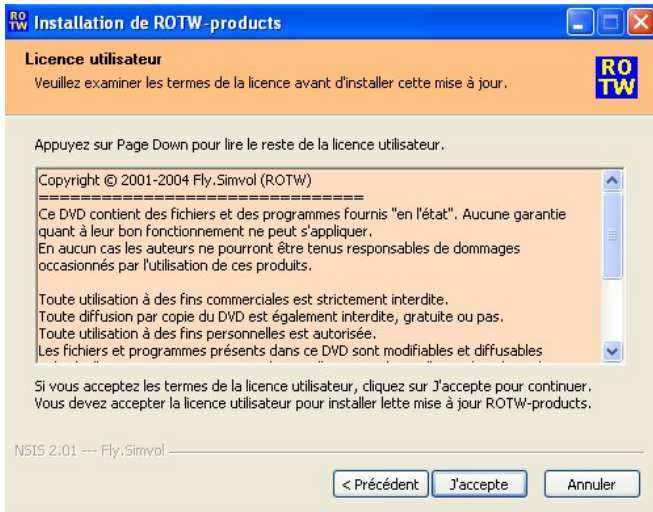 RO
TW
Installation de ROTW-products
Licence utilisateur
Veuillez examiner les termes de la licence avant d'installer cette mise à jour.
RO
TW
Appuyez sur Page Down pour lire le reste de la licence utilisateur.
Copyright © 2001-2004 Fly.Simvol (ROTW)
===============================
Ce DVD contient des fichiers et des programmes fournis "en l'état". Aucune garantie
quant à leur bon fonctionnement ne peut s'appliquer.
En aucun cas les auteurs ne pourront être tenus responsables de dommages
occasionnés par l'utilisation de ces produits.
Toute utilisation à des fins commerciales est strictement interdite.
Toute diffusion par copie du DVD est également interdite, gratuite ou pas.
Toute utilisation à des fins personnelles est autorisée.
Les fichiers et programmes présents dans ce DVD sont modifiables et diffusables
Si vous acceptez les termes de la licence utilisateur, cliquez sur J'accepte pour continuer.
Vous devez accepter la licence utilisateur pour installer lette mise à jour ROTW-products.
NSIS 2.01 --- Fly.Simvol
< Précédent
J'accepte
Annuler